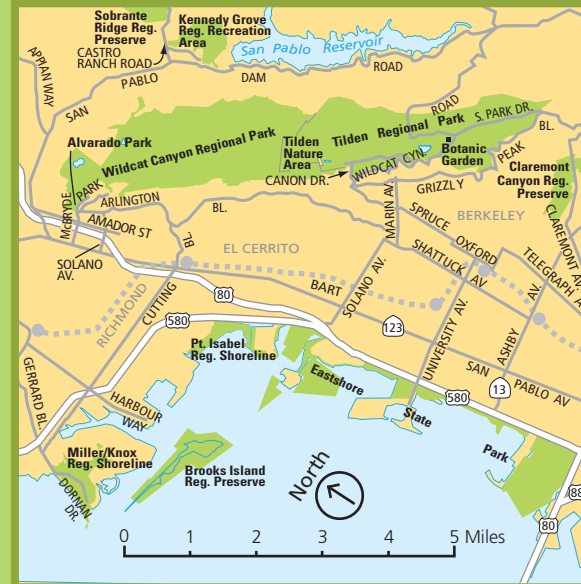 Sobrante
Ridge Reg.
Preserve
Kennedy Grove
Reg. Recreation
Area
CASTRO
RANCH ROAD
San Pablo Reservoir
APPIAN WAY
SAN
PABLO
DAM
ROAD
ROAD
S. PARK DR.
BL.
Alvarado Park
Wildcat Canyon Regional Park
Tilden
Nature
Area
Tilden Regional Park
Botanic
Garden
WILDCAT CYN.
CANON DR.
PEAK
GRIZZLY
Claremont
Canyon Reg.
Preserve
McBRYDE
PARK
ARLINGTON
BL.
AMADOR ST
SOLANO
AV.
BL.
CUTTING
EL CERRITO
MARIN AV.
SPRUCE
OXFORD
BERKELEY
CLAREMONT AV.
SHATTUCK AV
TELEGRAPH A
BART
SOLANO AV.
80
580
123
RICHMOND
UNIVERSITY AV.
ASHBY
AV.
SAN
PABLO AV
13
580
GERRARD BL.
Pt. Isabel
Reg. Shoreline
Eastshore
State
Park
HARBOUR
WAY
Miller/Knox
Reg. Shoreline
DORNAN
DR.
Brooks Island
Reg. Preserve
North
88
80
0 1 2 3 4 5 Miles